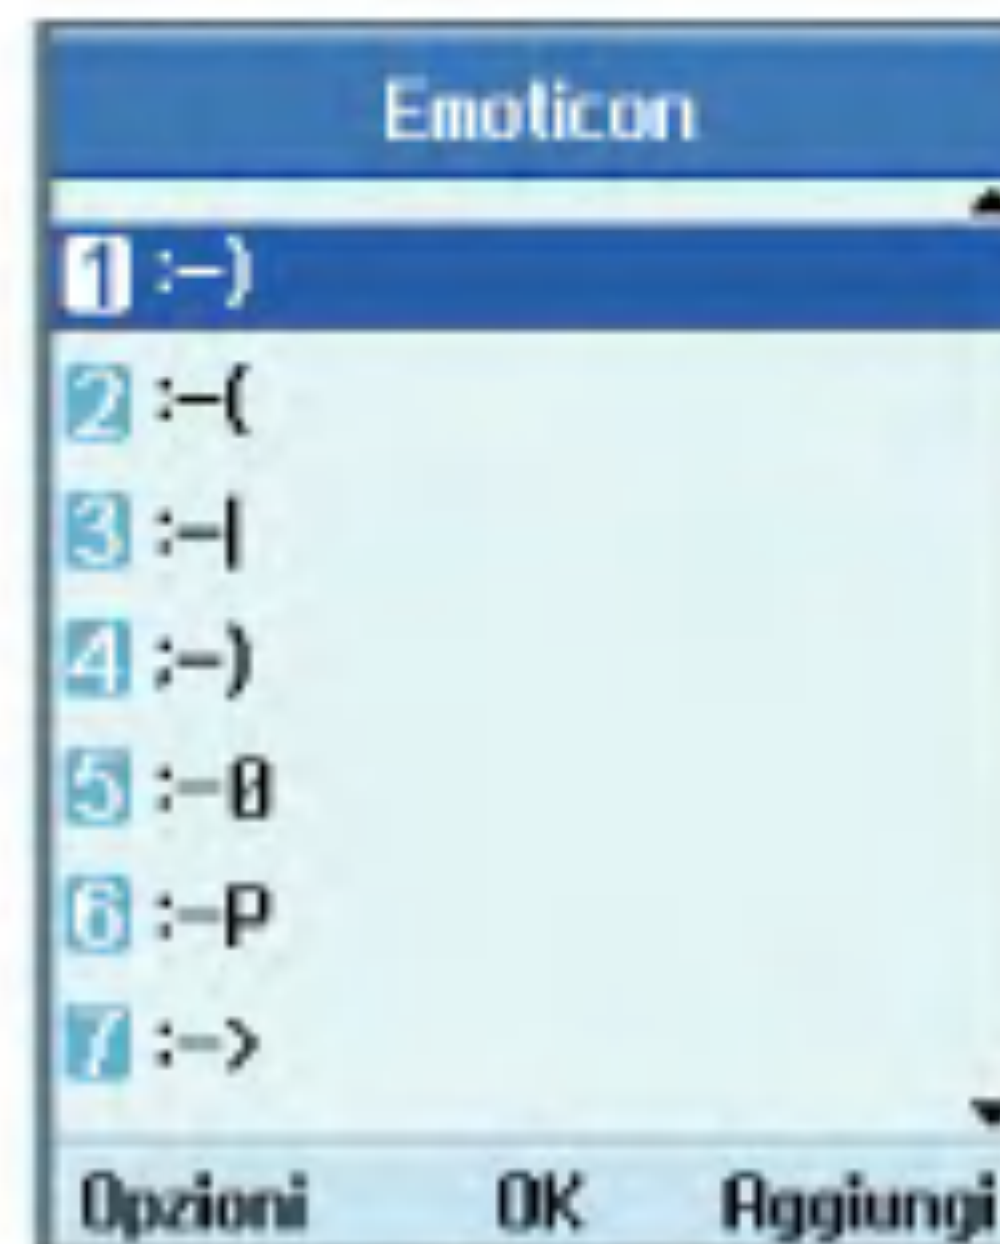 Emoticon
1 :-)
2 :-(
3 :-|
4 ;-)
5 :-0
6 :-P
7 :->
Opzioni OK Aggiungi